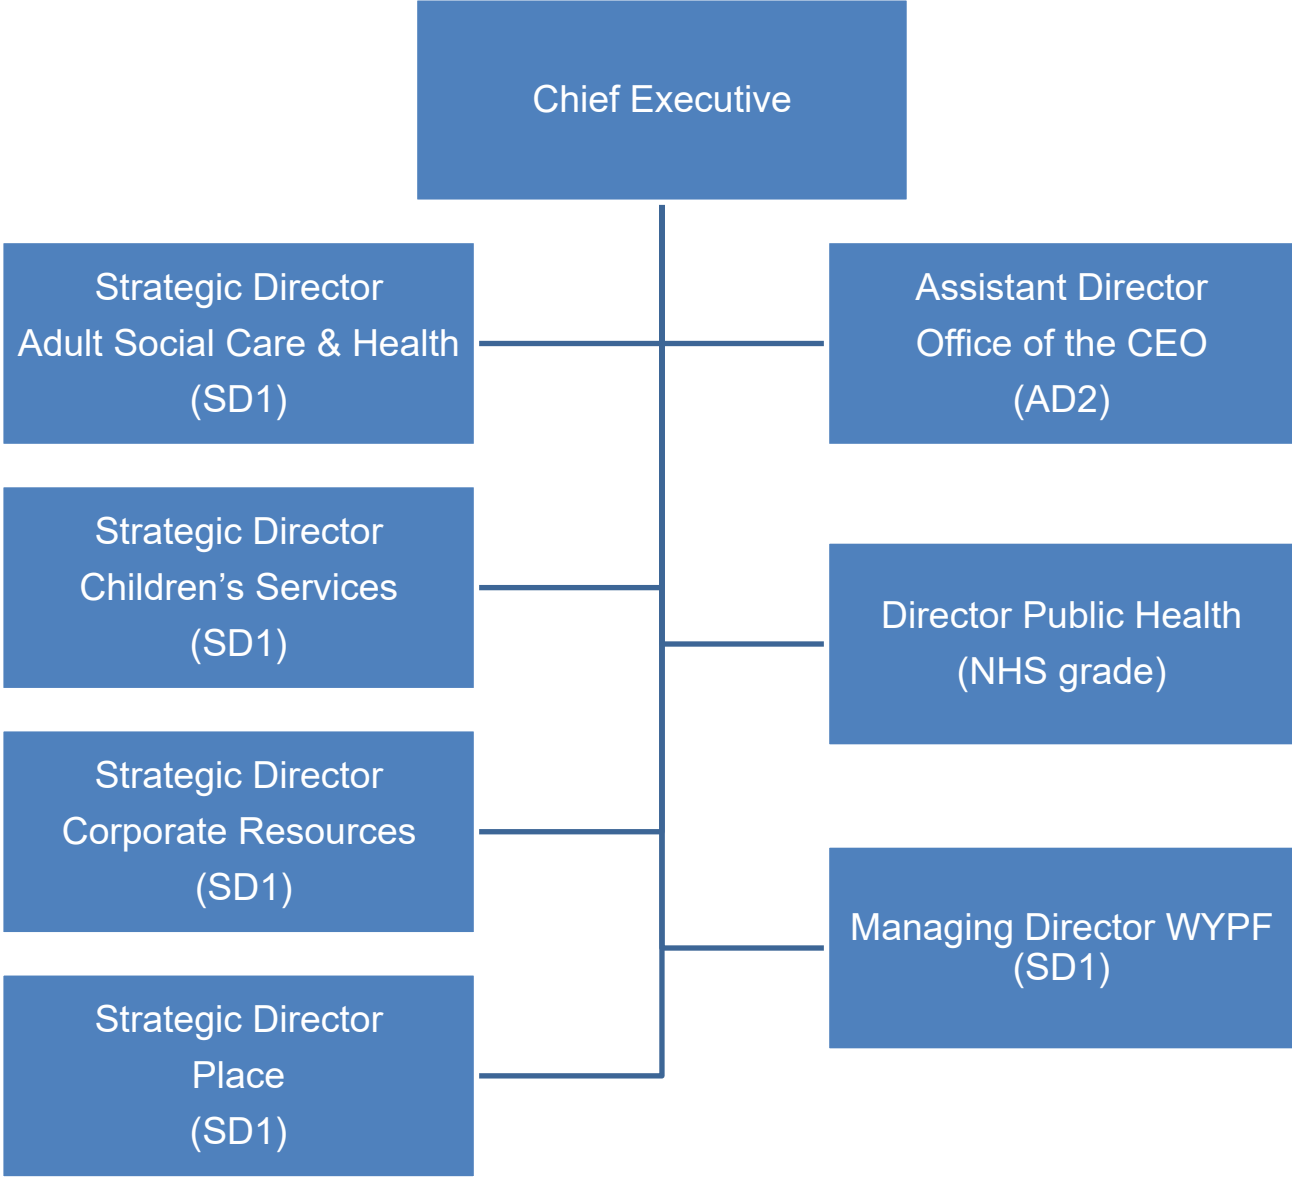 Chief Executive
Strategic Director
Adult Social Care & Health
(SD1)
Assistant Director
Office of the CEO
(AD2)
Strategic Director
Children’s Services
(SD1)
Director Public Health
(NHS grade)
Strategic Director
Corporate Resources
(SD1)
Managing Director WYPF
(SD1)
Strategic Director
Place
(SD1)